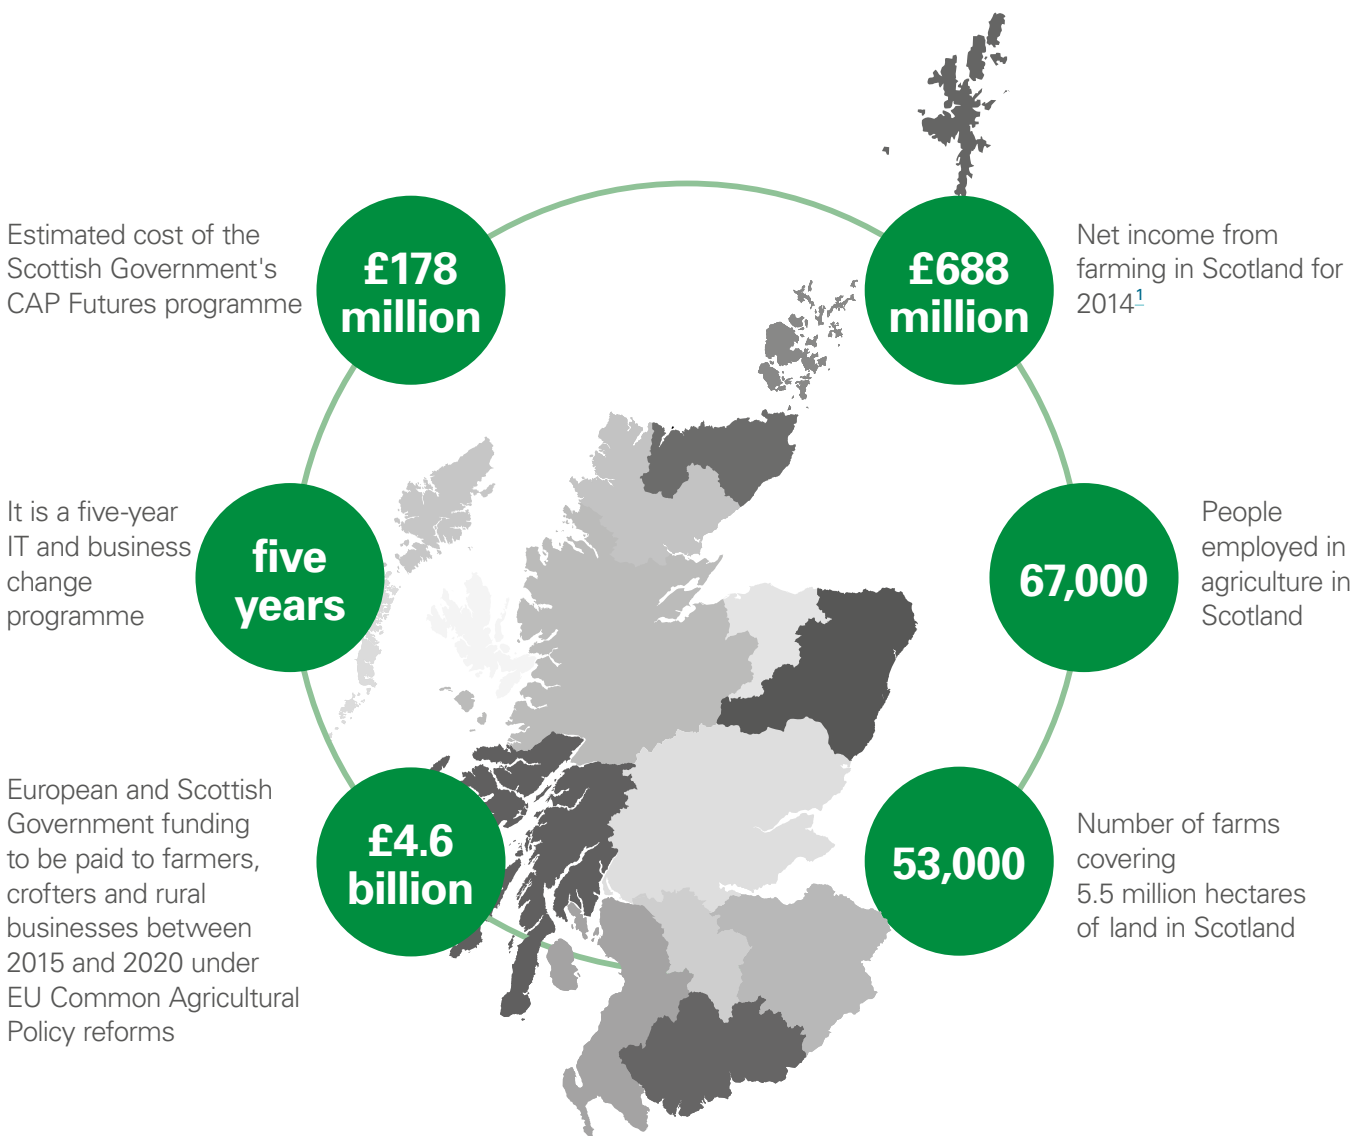 Estimated cost of the
Scottish Government's
CAP Futures programme
£178
million
£688
million
Net income from
farming in Scotland for
2014¹
It is a five-year
IT and business
change
programme
five
years
67,000
People
employed in
agriculture in
Scotland
European and Scottish
Government funding
to be paid to farmers,
crofters and rural
businesses between
2015 and 2020 under
EU Common Agricultural
Policy reforms
£4.6
billion
53,000
Number of farms
covering
5.5 million hectares
of land in Scotland